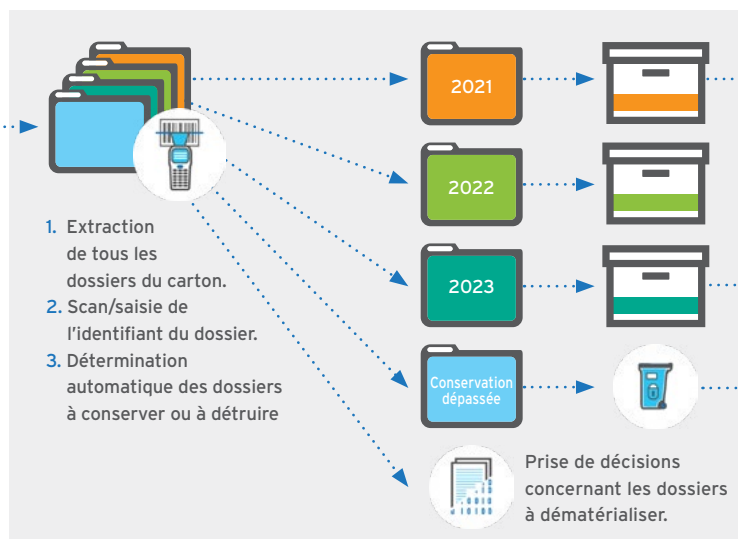 1. Extraction
de tous les
dossiers du carton.
2. Scan/saisie de
l'identifiant du dossier.
3. Détermination
automatique des dossiers
à conserver ou à détruire
2021
2022
2023
Conservation
dépassée
Prise de décisions
concernant les dossiers
à dématérialiser.